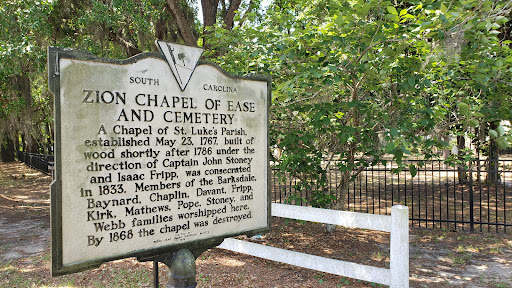 SOUTH CAROLINA
ZION CHAPEL OF EASE
AND CEMETERY
A Chapel of St. Luke's Parish,
established May 23, 1767, built of
wood shortly after 1786 under the
direction of Captain John Stoney
and Isaac Fripp, was consecrated
in 1833. Members of the Barksdale,
Baynard, Chaplin, Davant, Fripp,
Kirk, Mathews, Pope, Stoney, and
Webb families worshipped here.
By 1868 the chapel was destroyed